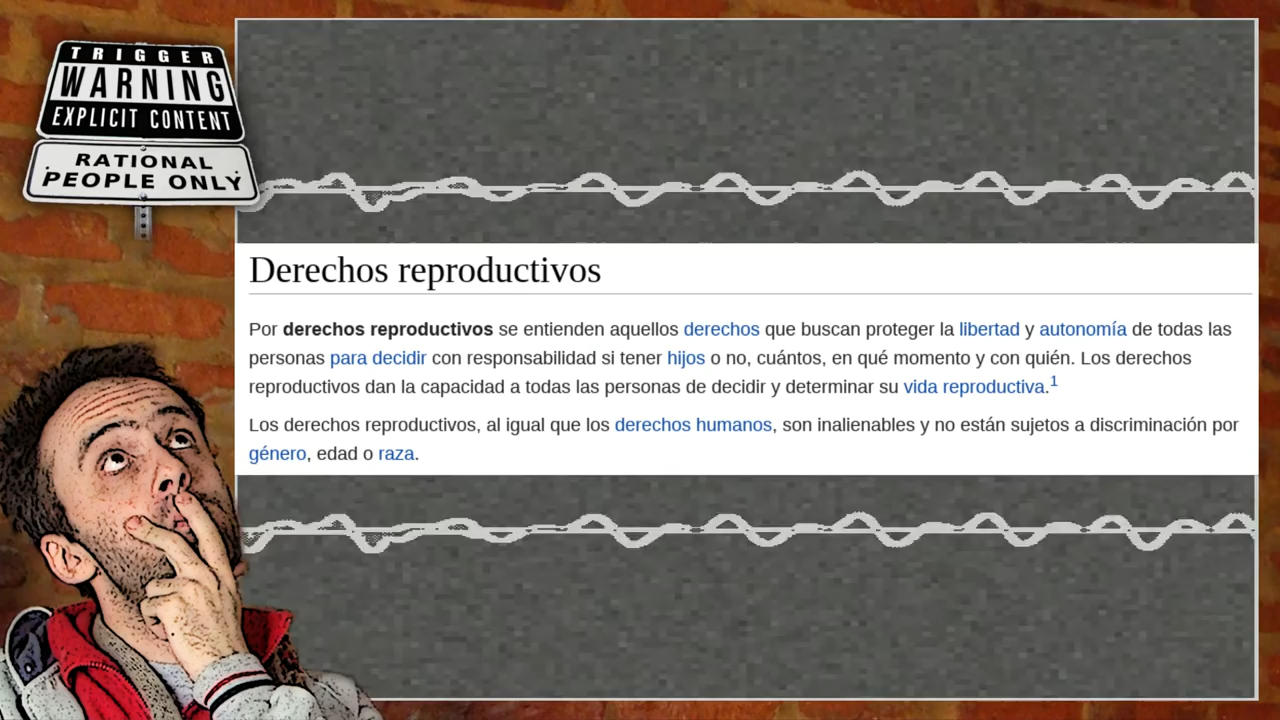 TRIGGER
WARNING
EXPLICIT CONTENT
RATIONAL
PEOPLE ONLY
Derechos reproductivos
Por derechos reproductivos se entienden aquellos derechos que buscan proteger la libertad y autonomía de todas las
personas para decidir con responsabilidad si tener hijos o no, cuántos, en qué momento y con quién. Los derechos
reproductivos dan la capacidad a todas las personas de decidir y determinar su vida reproductiva.1
Los derechos reproductivos, al igual que los derechos humanos, son inalienables y no están sujetos a discriminación por
género, edad o raza.